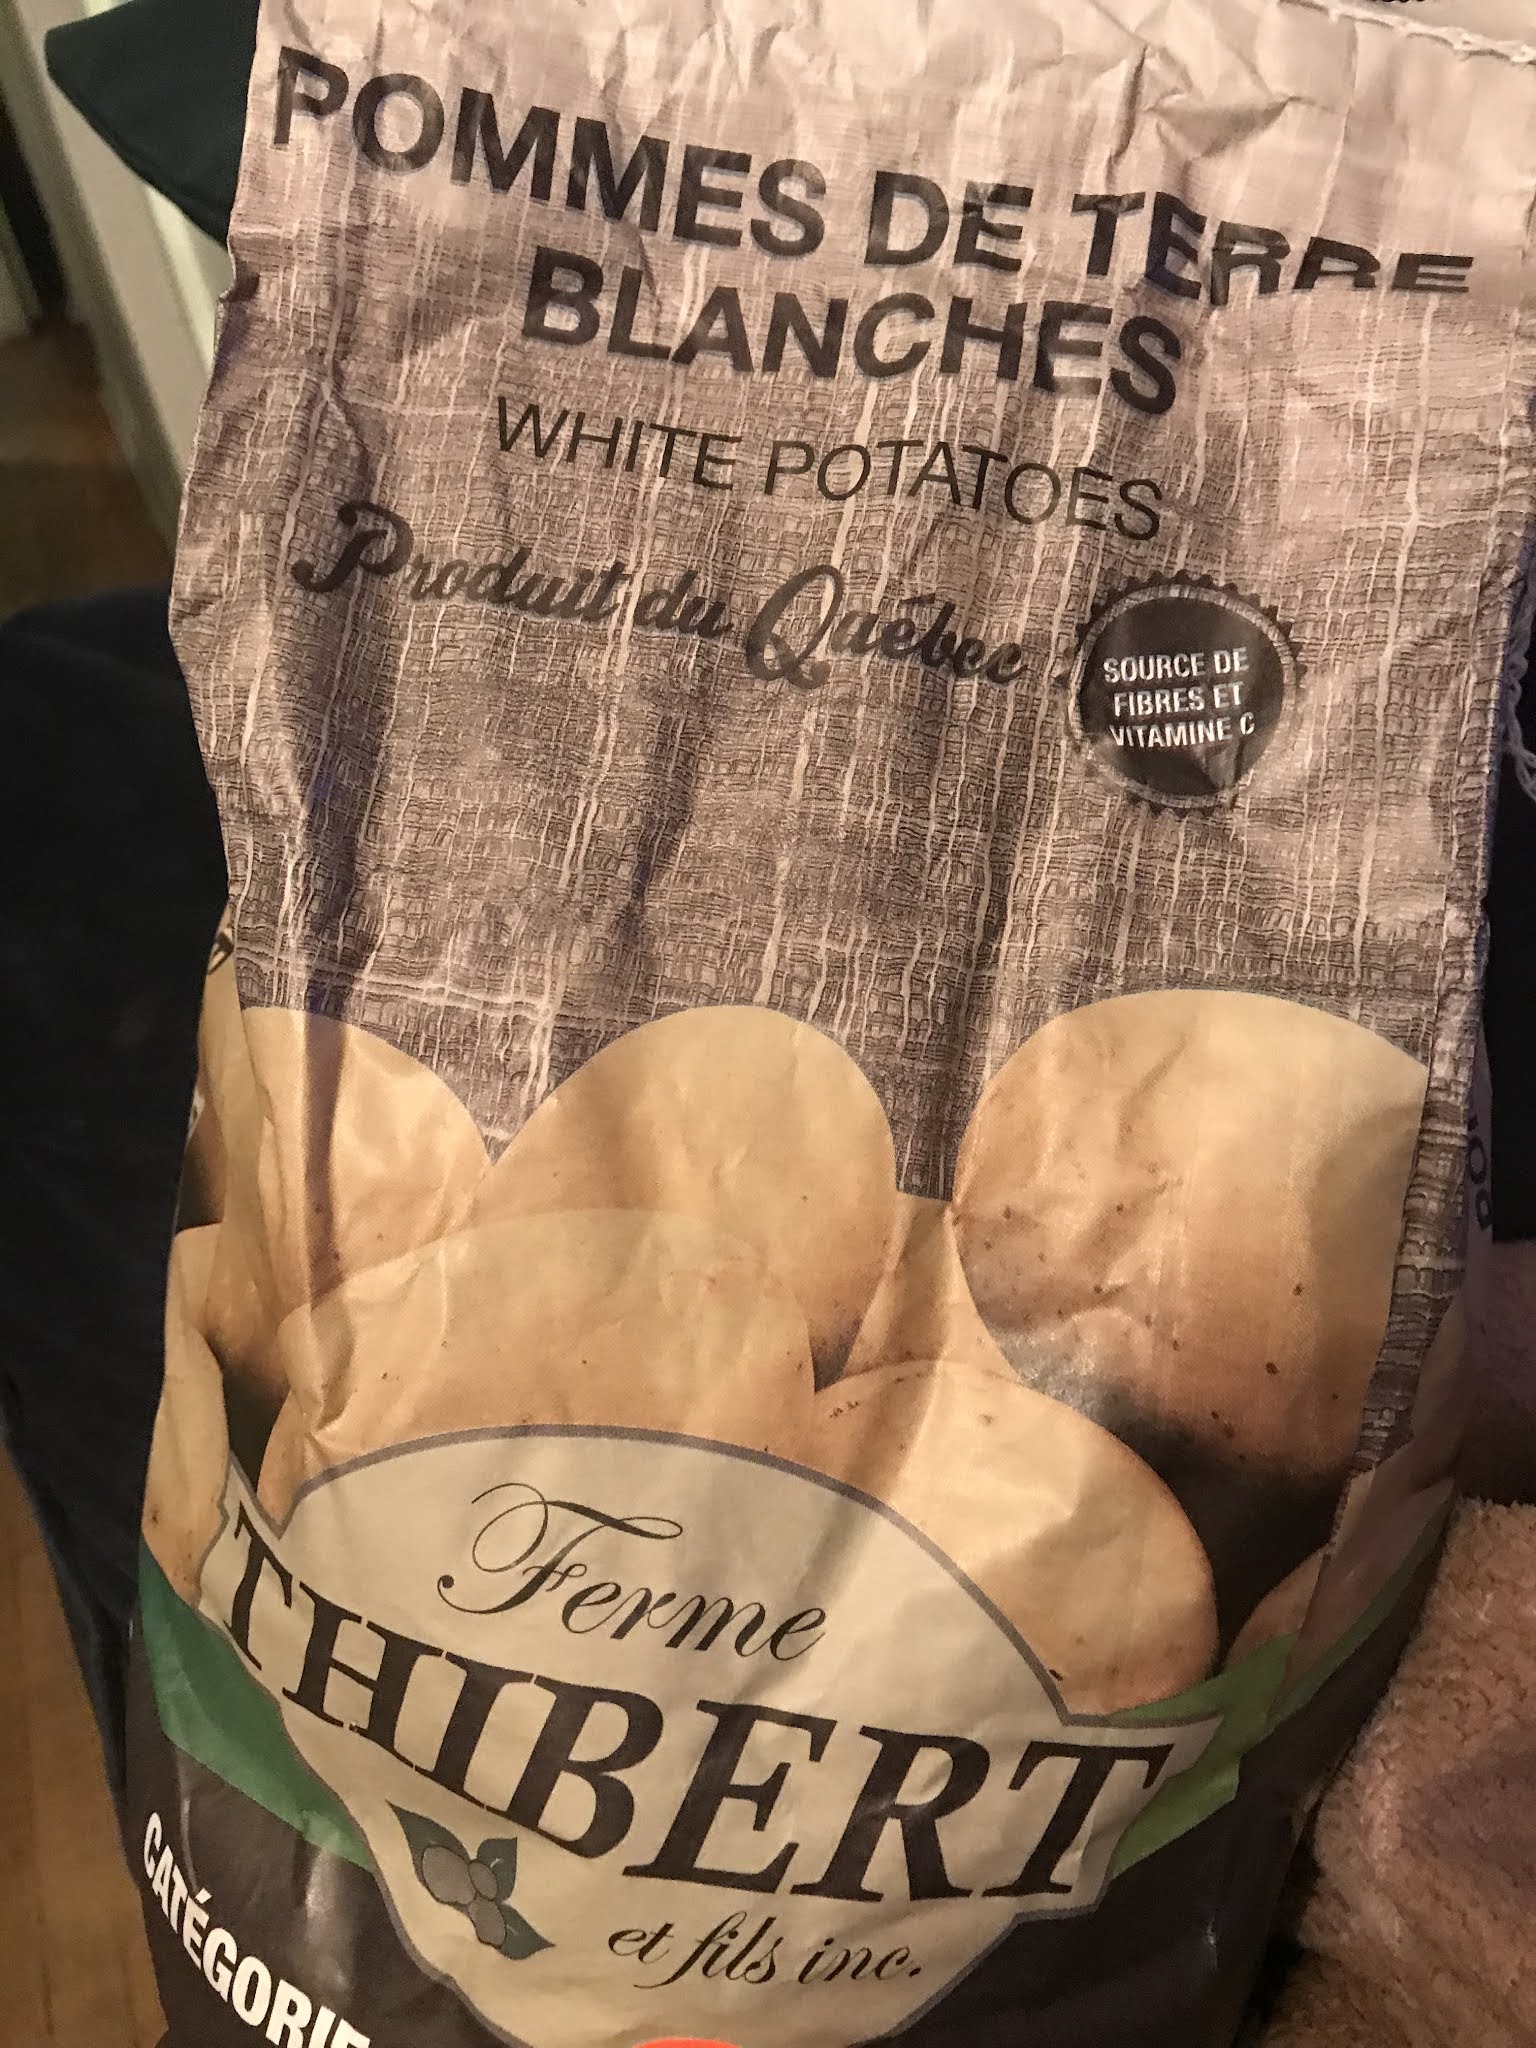 POMMES DE TERRE
BLANCHES
WHITE POTATOES
Produit du Québec
SOURCE DE
FIBRES ET
VITAMINE C
Ferme
THIBERT
et fils inc.
CATÉGORIE